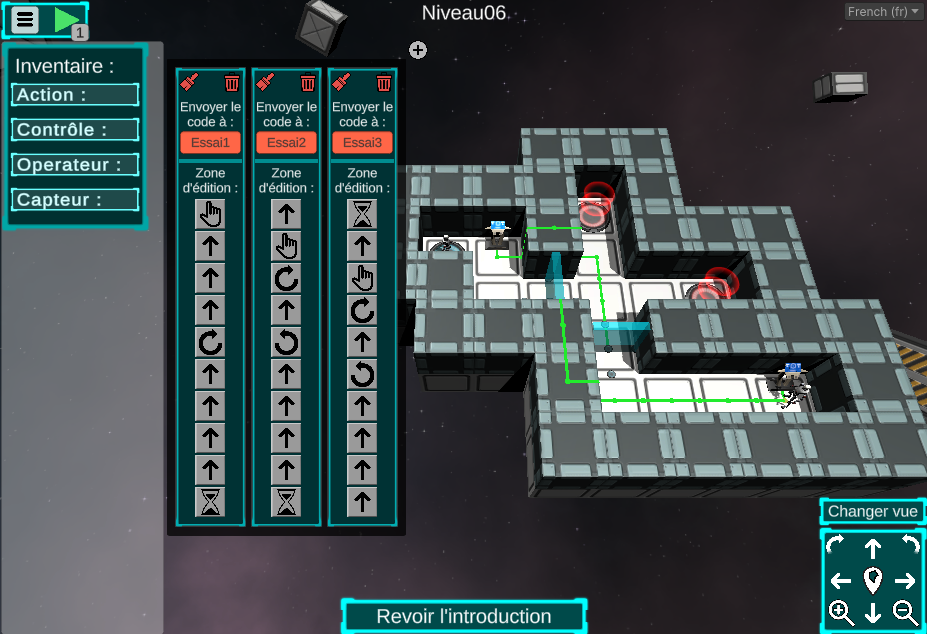 Niveau06
French (fr)
1
Inventaire :
Action :
Contrôle :
Operateur :
Capteur :
Envoyer le
code à :
Essai1
Zone
d'édition :
Envoyer le
code à :
Essai2
Zone
d'édition :
Envoyer le
code à :
Essai3
Zone
d'édition :
Changer vue
Revoir l'introduction